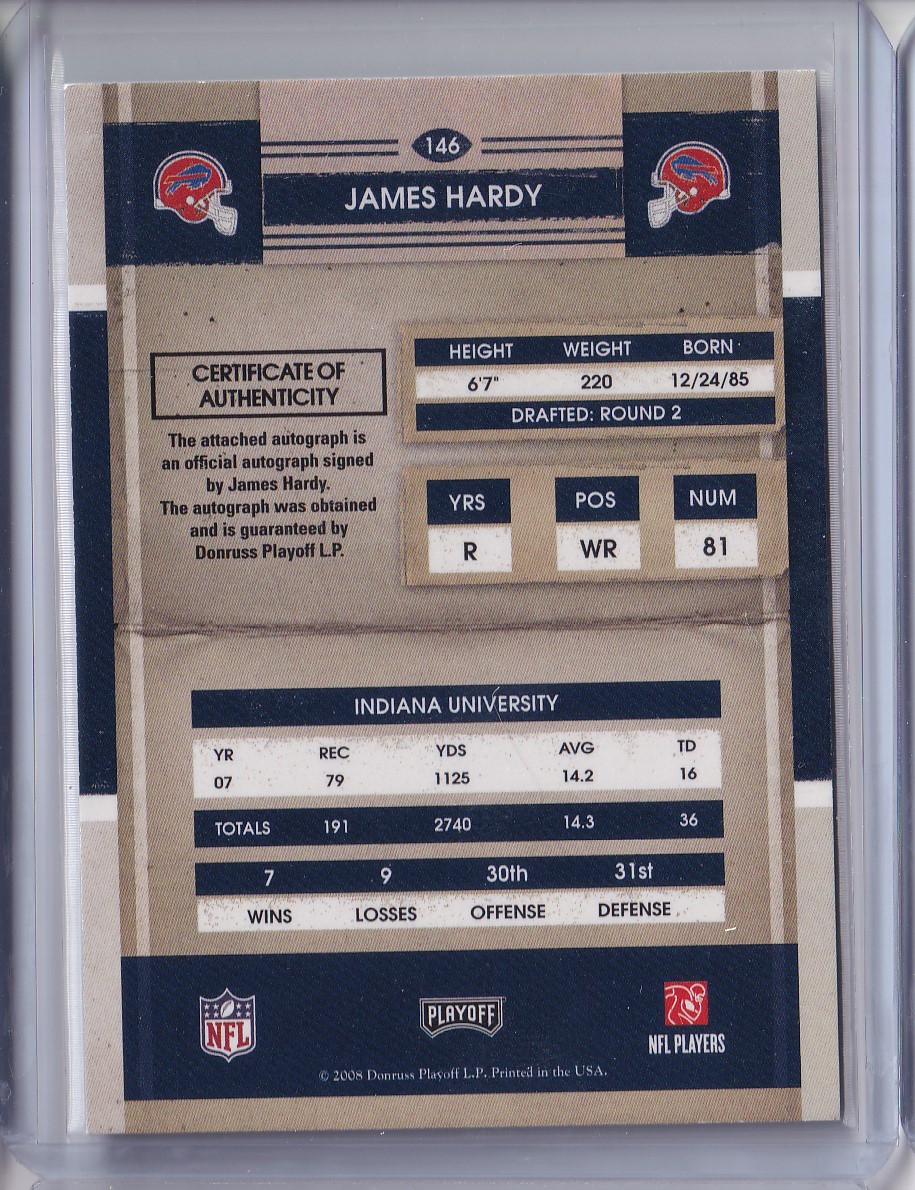 146
JAMES HARDY
CERTIFICATE OF
AUTHENTICITY
The attached autograph is
an official autograph signed
by James Hardy.
The autograph was obtained
and is guaranteed by
Donruss Playoff L.P.
HEIGHT WEIGHT BORN
6'7" 220 12/24/85
DRAFTED: ROUND 2
YRS POS NUM
R WR 81
INDIANA UNIVERSITY
YR REC YDS AVG TD
07 79 1125 14.2 16
TOTALS 191 2740 14.3 36
7 9 30th 31st
WINS LOSSES OFFENSE DEFENSE
NFL
PLAYOFF
NFL PLAYERS
© 2008 Donruss Playoff L.P. Printed in the USA.